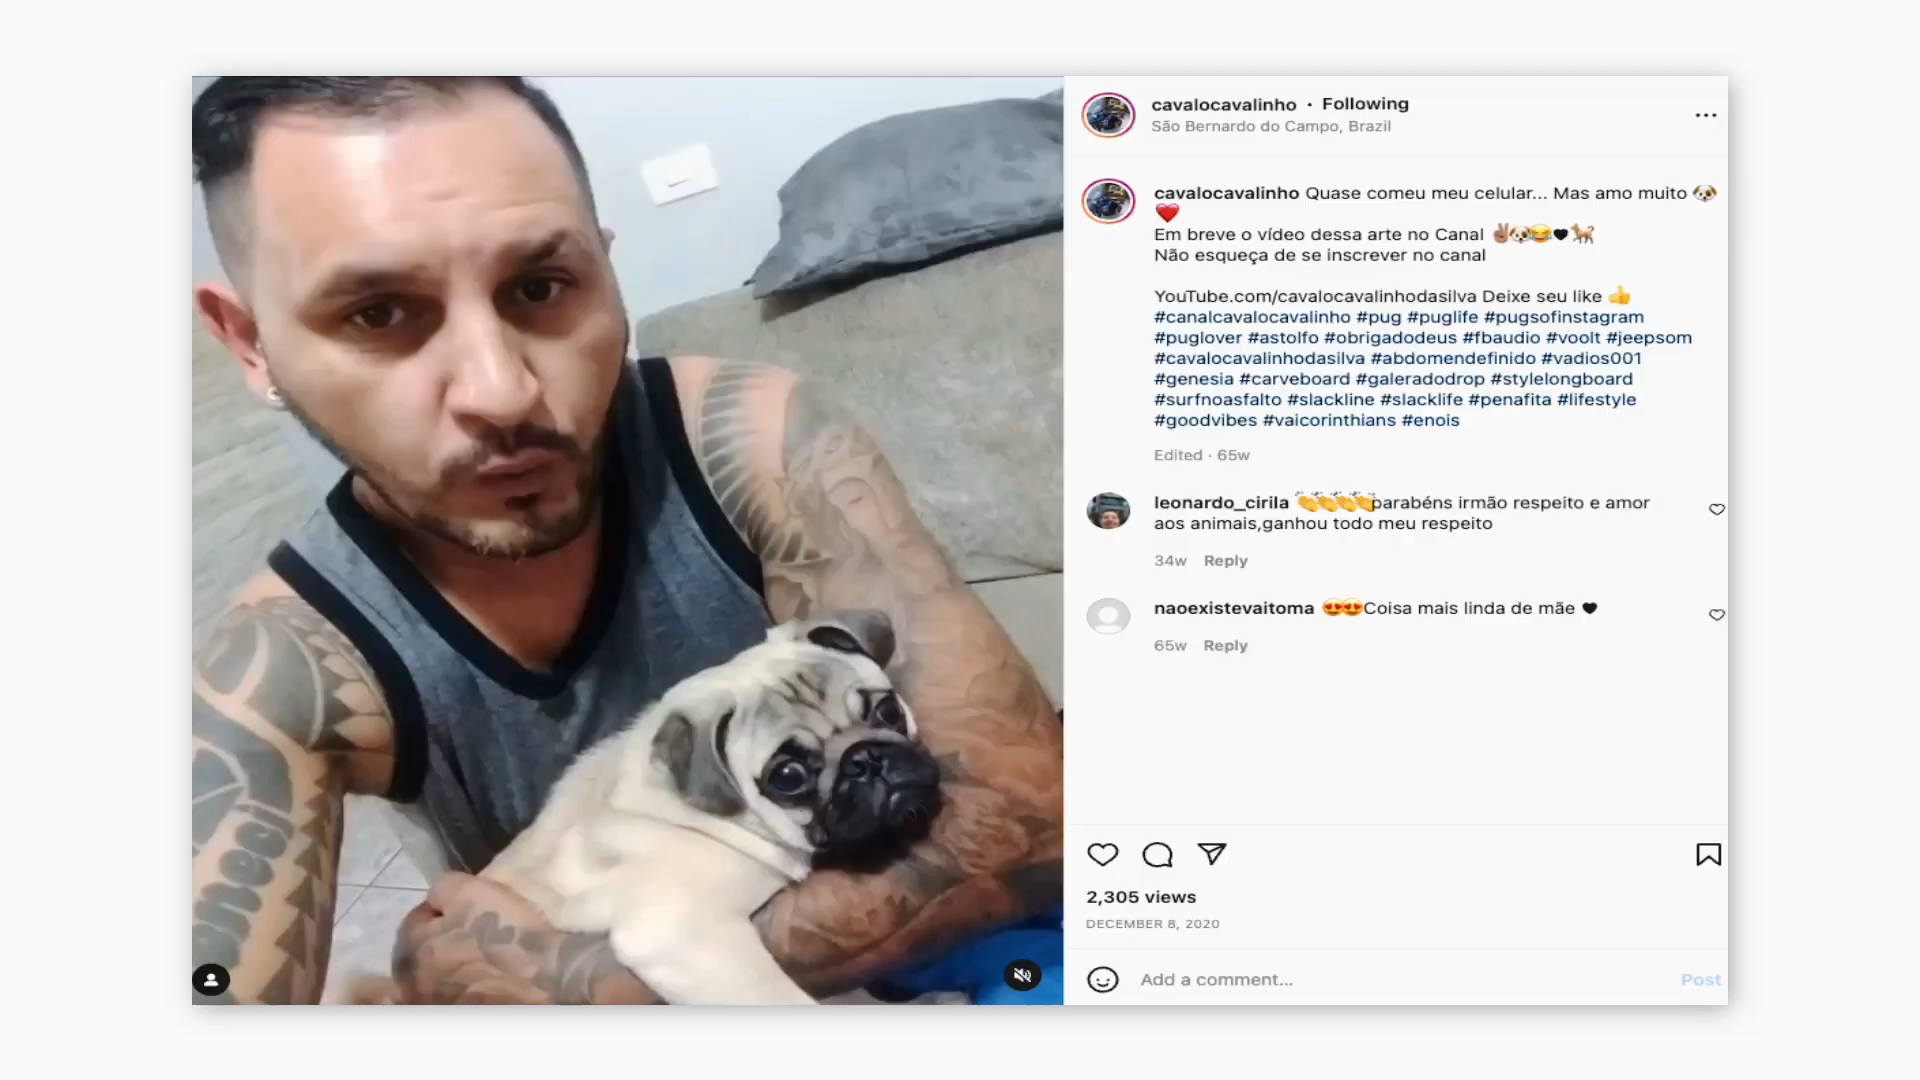 cavalocavalinho • Following
São Bernardo do Campo, Brazil
cavalocavalinho Quase comeu meu celular... Mas amo muito 🐶
❤️
Em breve o vídeo dessa arte no Canal ✌🏽🐶😂🖤🐕
Não esqueça de se inscrever no canal
YouTube.com/cavalocavalinhodasilva Deixe seu like 👍
#canalcavalocavalinho #pug #puglife #pugsofinstagram
#puglover #astolfo #obrigadodeus #fbaudio #voolt #jeepsom
#cavalocavalinhodasilva #abdomendefinido #vadios001
#genesia #carveboard #galeradodrop #stylelongboard
#surfnoasfalto #slackline #slacklife #penafita #lifestyle
#goodvibes #vaicorinthians #enois
Edited · 65w
leonardo_cirila 👏👏👏👏parabéns irmão respeito e amor
aos animais,ganhou todo meu respeito
34w Reply
naoexistevaitoma 😍😍Coisa mais linda de mãe 🖤
65w Reply
2,305 views
DECEMBER 8, 2020
Add a comment... Post